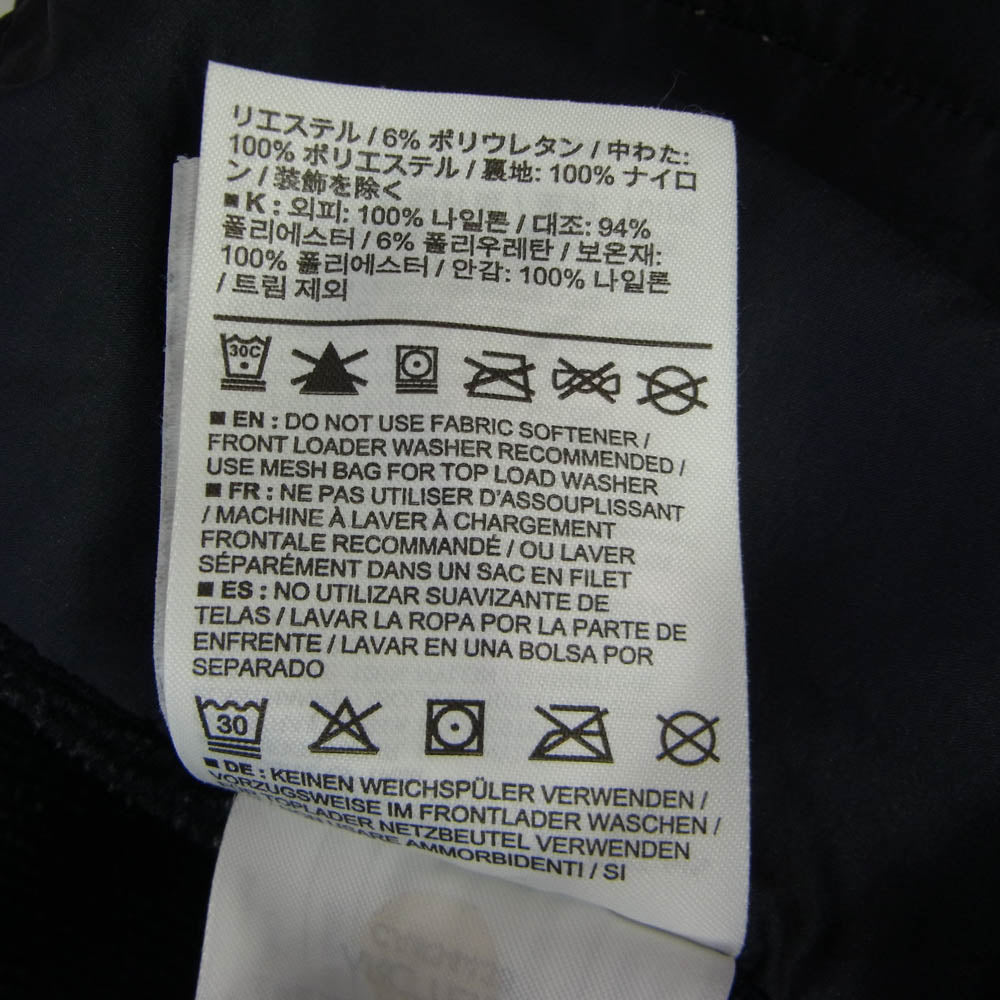 リエステル / 6% ポリウレタン / 中わた:
100% ポリエステル / 裏地: 100% ナイロ
ン / 装飾を除く
■ K : 외피: 100% 나일론 / 대조: 94%
폴리에스터 / 6% 폴리우레탄 / 보온재:
100% 폴리에스터 / 안감: 100% 나일론
/ 트림 제외
30C
■ EN : DO NOT USE FABRIC SOFTENER /
FRONT LOADER WASHER RECOMMENDED /
USE MESH BAG FOR TOP LOAD WASHER
■ FR : NE PAS UTILISER D'ASSOUPLISSANT
/ MACHINE À LAVER À CHARGEMENT
FRONTALE RECOMMANDÉ / OU LAVER
SÉPARÉMENT DANS UN SAC EN FILET
■ ES : NO UTILIZAR SUAVIZANTE DE
TELAS / LAVAR LA ROPA POR LA PARTE DE
ENFRENTE / LAVAR EN UNA BOLSA POR
SEPARADO
30
■ DE : KEINEN WEICHSPÜLER VERWENDEN /
VORZUGSWEISE IM FRONTLADER WASCHEN /
TOPLADER NETZBEUTEL VERWENDEN
USARE AMMORBIDENTI / SI